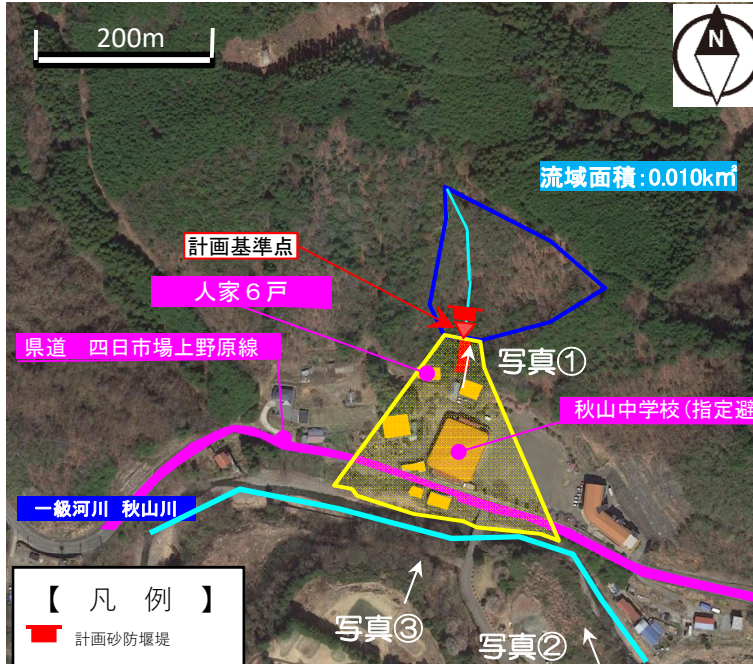 200m
N
流域面積:0.010k㎡
計画基準点
人家6戸
県道 四日市場上野原線
写真①
秋山中学校(指定避
一級河川 秋山川
【 凡 例 】
計画砂防堰堤
写真③
写真②